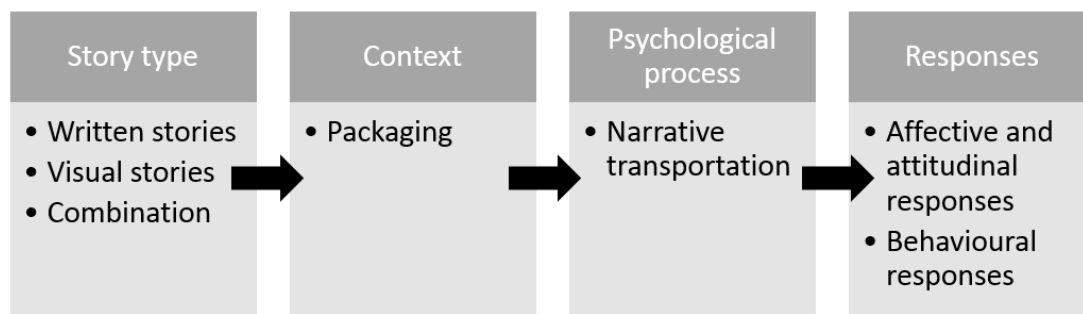 Story type
• Written stories
• Visual stories
• Combination
Context
• Packaging
Psychological
process
• Narrative
transportation
Responses
• Affective and
attitudinal
responses
• Behavioural
responses